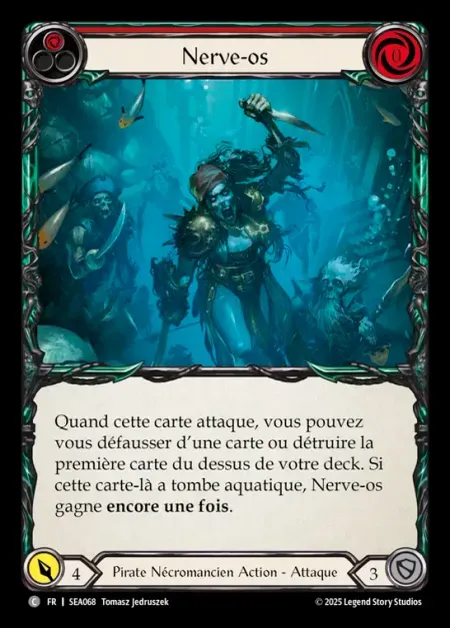 Nerve-os
0
Quand cette carte attaque, vous pouvez
vous défausser d'une carte ou détruire la
première carte du dessus de votre deck. Si
cette carte-là a tombe aquatique, Nerve-os
gagne encore une fois.
4
Pirate Nécromancien Action - Attaque
3
C FR | SEA068 Tomasz Jedruszek
© 2025 Legend Story Studios